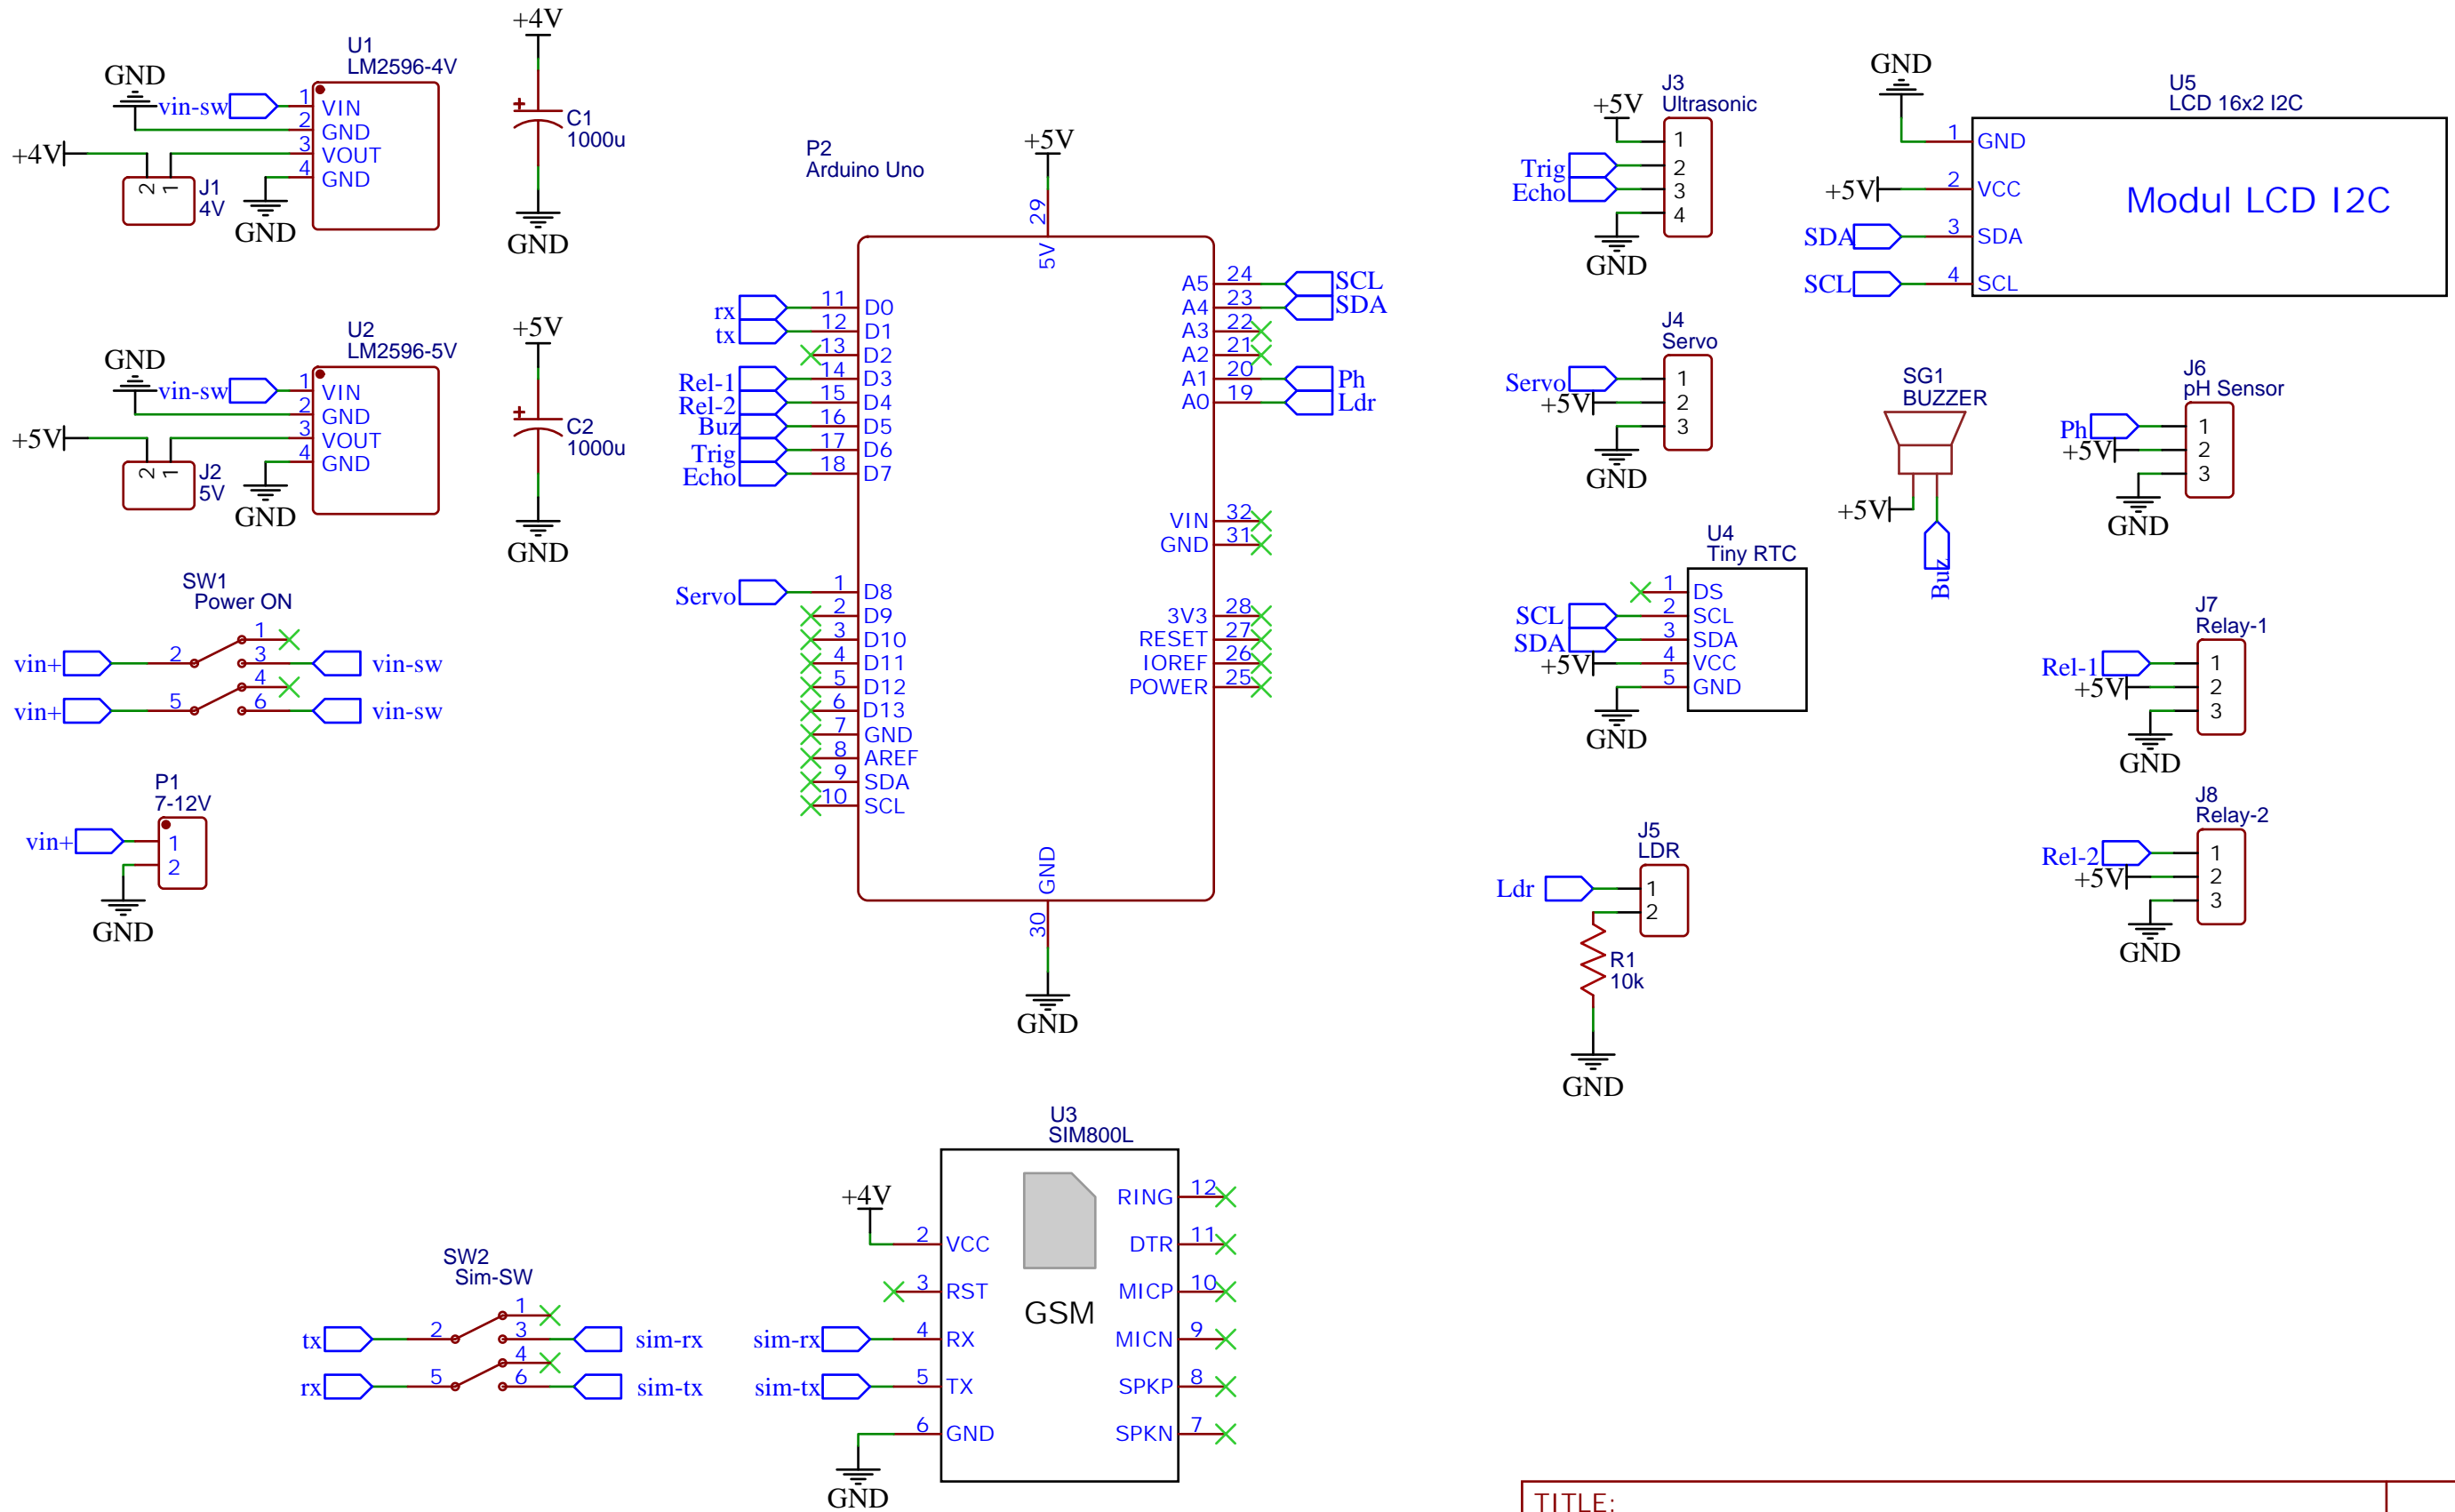 +4V
U1
LM2596-4V
GND
vin-sw
1 VIN
2 GND
+4V
3 VOUT
4 GND
2 1
J1
4V
GND
C1
1000u
GND
U2
LM2596-5V
GND
vin-sw
1 VIN
2 GND
+5V
3 VOUT
4 GND
2 1
J2
5V
GND
+5V
C2
1000u
GND
SW1
Power ON
vin+ 2 1
3 vin-sw
vin+ 5 4
6 vin-sw
P1
7-12V
vin+ 1
2
GND
P2
Arduino Uno
+5V
29
5V
rx 11 D0
tx 12 D1
13 D2
Rel-1 14 D3
Rel-2 15 D4
Buz 16 D5
Trig 17 D6
Echo 18 D7
Servo 1 D8
2 D9
3 D10
4 D11
5 D12
6 D13
7 GND
8 AREF
9 SDA
10 SCL
A5 24 SCL
A4 23 SDA
A3 22
A2 21
A1 20 Ph
A0 19 Ldr
VIN 32
GND 31
3V3 28
RESET 27
IOREF 26
POWER 25
GND
30
GND
J3
Ultrasonic
+5V
1
Trig 2
Echo 3
4
GND
U5
LCD 16x2 I2C
GND
1 GND
+5V 2 VCC
Modul LCD I2C
SDA 3 SDA
SCL 4 SCL
J4
Servo
Servo 1
+5V 2
3
GND
SG1
BUZZER
+5V
Buz
J6
pH Sensor
Ph 1
+5V 2
3
GND
U4
Tiny RTC
1 DS
SCL 2 SCL
SDA 3 SDA
+5V 4 VCC
5 GND
GND
J7
Relay-1
Rel-1 1
+5V 2
3
GND
J8
Relay-2
Rel-2 1
+5V 2
3
GND
J5
LDR
Ldr 1
2
R1
10k
GND
U3
SIM800L
+4V
2 VCC
3 RST
GSM
sim-rx 4 RX
sim-tx 5 TX
6 GND
GND
RING 12
DTR 11
MICP 10
MICN 9
SPKP 8
SPKN 7
SW2
Sim-SW
tx 2 1
3 sim-rx
rx 5 4
6 sim-tx
TITLE: